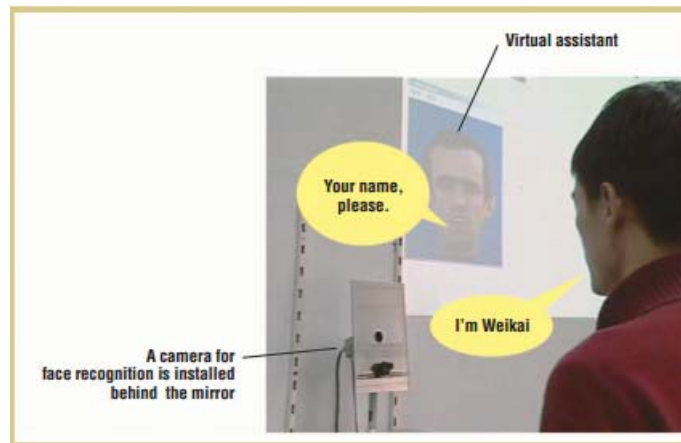 Virtual assistant
Your name,
please.
I'm Weikai
A camera for
face recognition is installed
behind the mirror